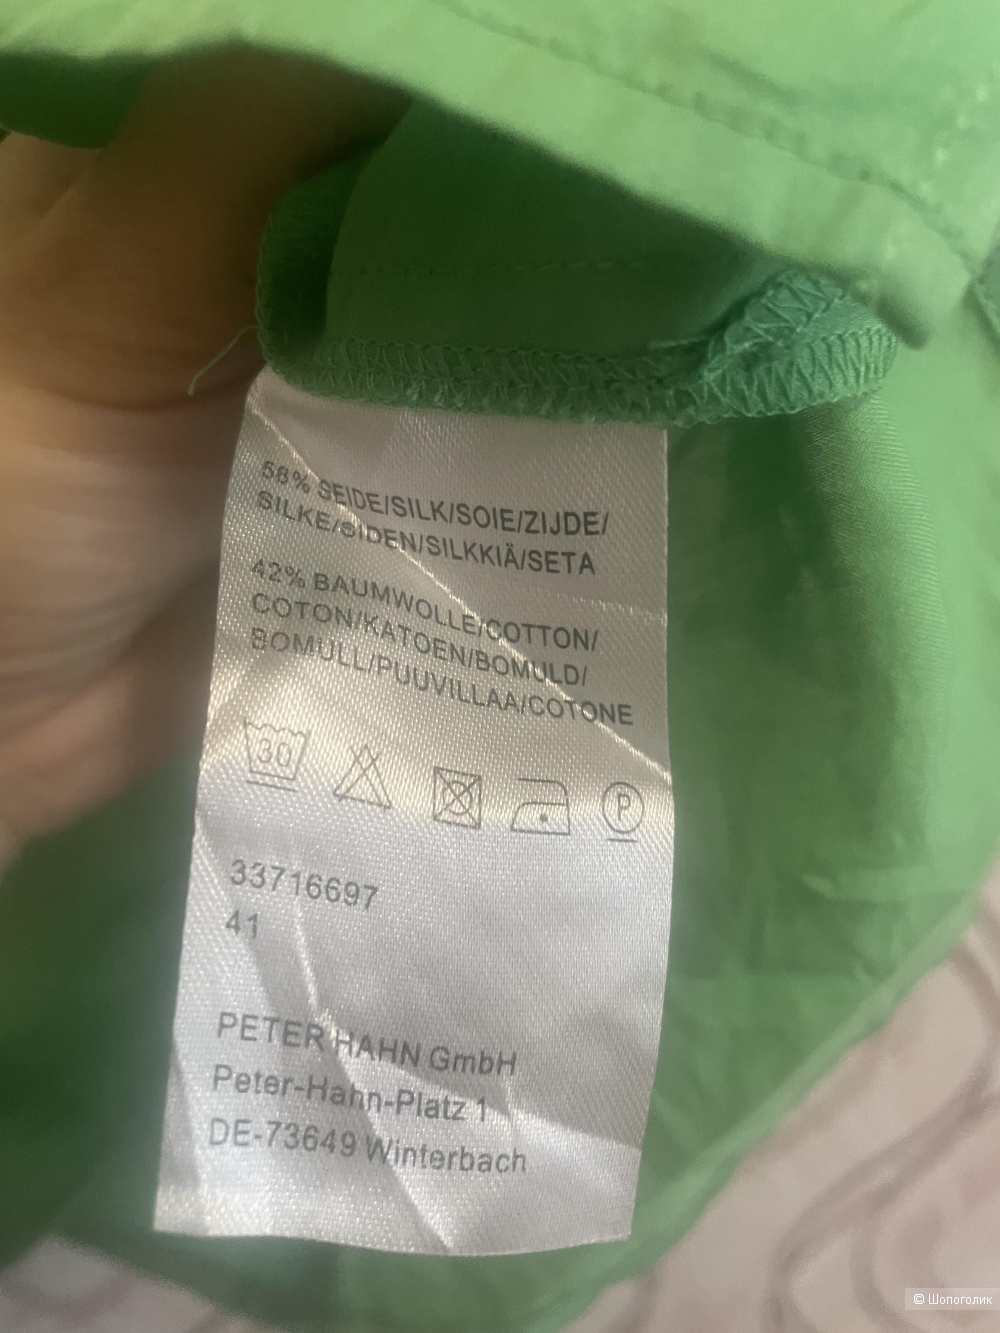 58% SEIDE/SILK/SOIE/ZIJDE/
SILKE/SIDEN/SILKKIÄ/SETA
42% BAUMWOLLE/COTTON/
COTON/KATOEN/BOMULD/
BOMULL/PUUVILLAA/COTONE
30
P
33716697
41
PETER HAHN GmbH
Peter-Hahn-Platz 1
DE-73649 Winterbach
© Шопоголик